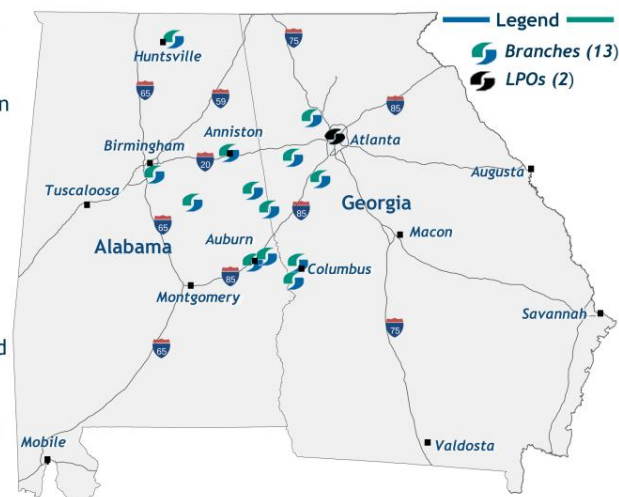 Legend
Branches (13)
LPOs (2)
Huntsville
75
65
59
85
n
Birmingham
Anniston
Atlanta
20
Augusta
Tuscaloosa
Georgia
85
65
Macon
Alabama
Auburn
Columbus
85
Montgomery
Savannah
75
d
65
Mobile
Valdosta